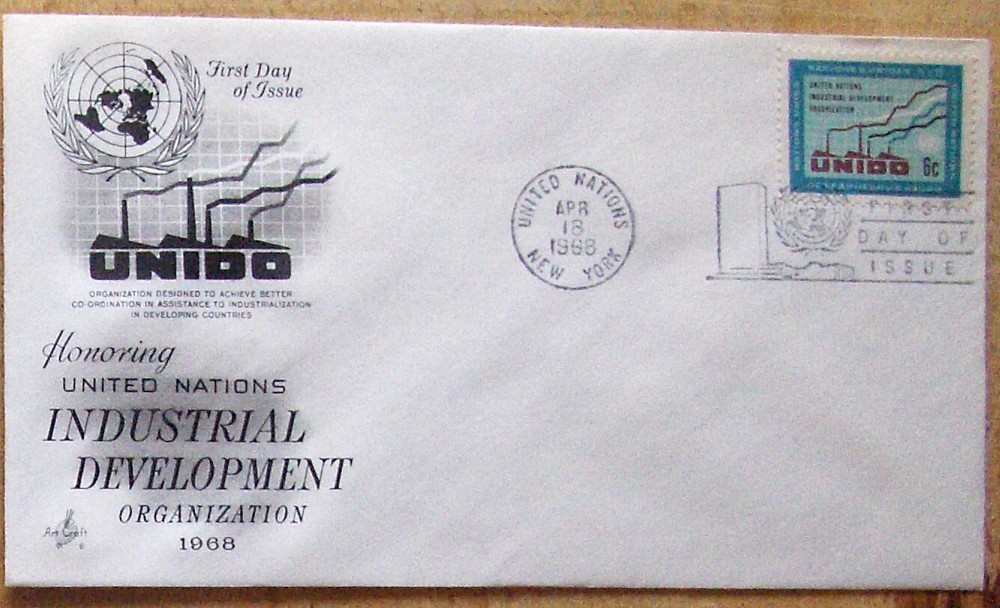 First Day
of Issue
UNIDO
ORGANIZATION DESIGNED TO ACHIEVE BETTER
CO-ORDINATION IN ASSISTANCE TO INDUSTRIALIZATION
IN DEVELOPING COUNTRIES
Honoring
UNITED NATIONS
INDUSTRIAL
DEVELOPMENT
ORGANIZATION
1968
Art Craft
UNITED NATIONS
APR
18
1968
NEW YORK
UNITED NATIONS
INDUSTRIAL DEVELOPMENT
ORGANIZATION
UNIDO 6c
FIRST
DAY OF
ISSUE